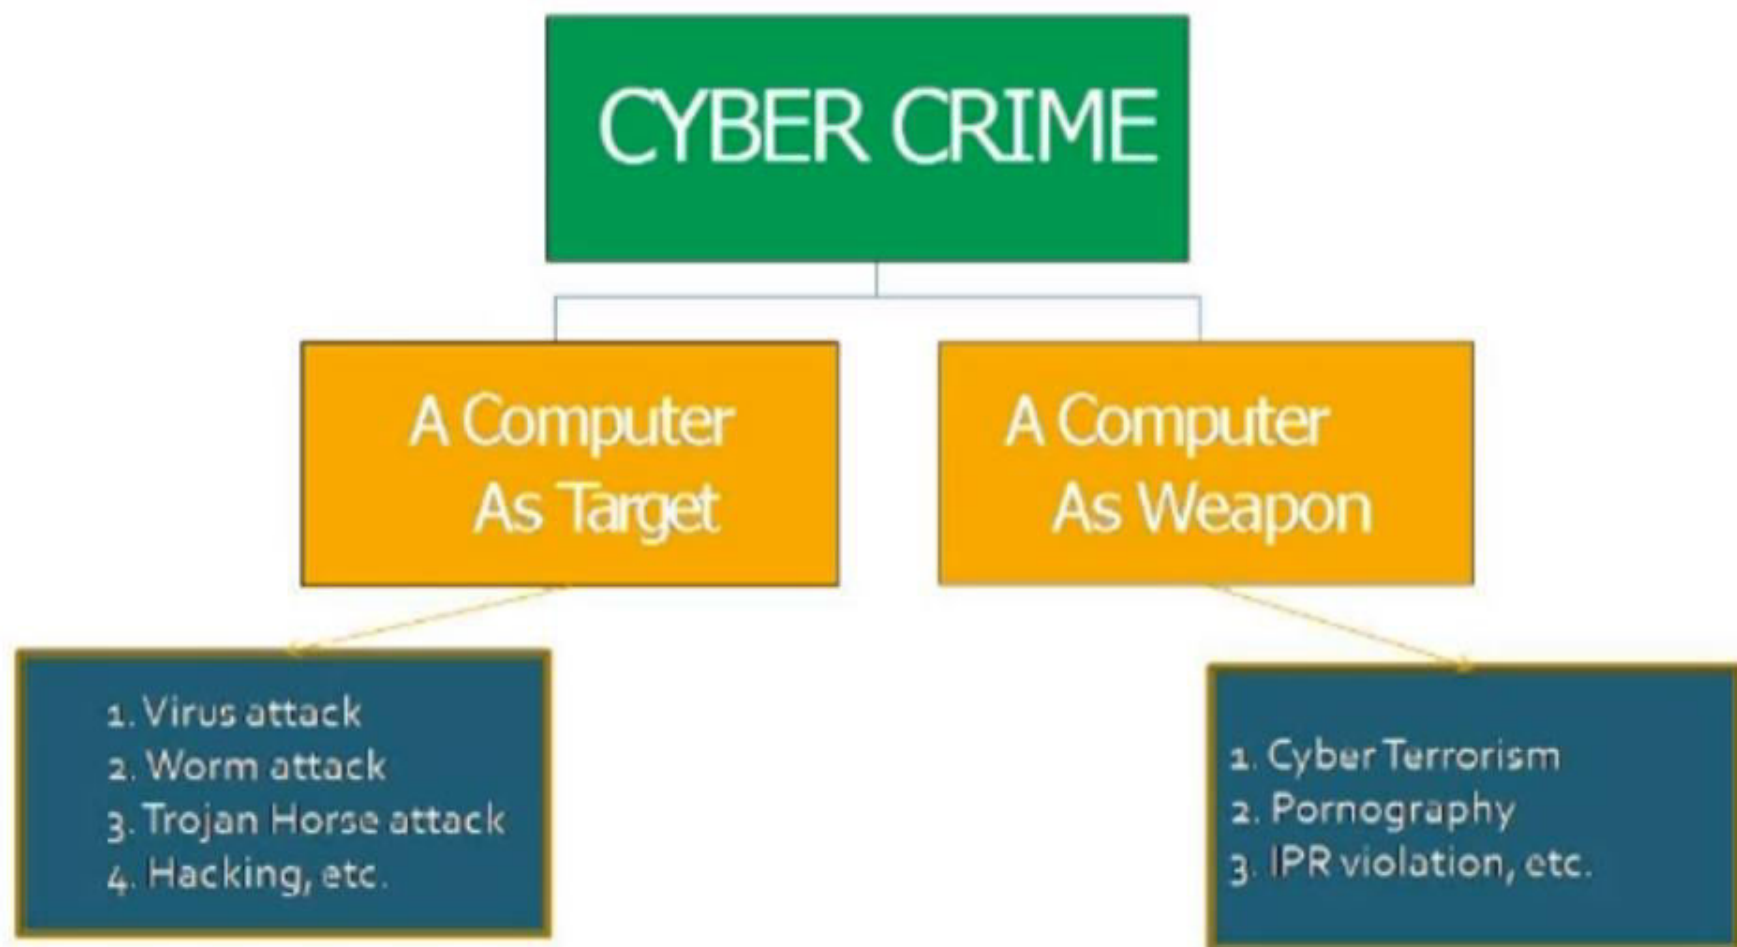 CYBER CRIME
A Computer
As Target
A Computer
As Weapon
1. Virus attack
2. Worm attack
3. Trojan Horse attack
4. Hacking, etc.
1. Cyber Terrorism
2. Pornography
3. IPR violation, etc.